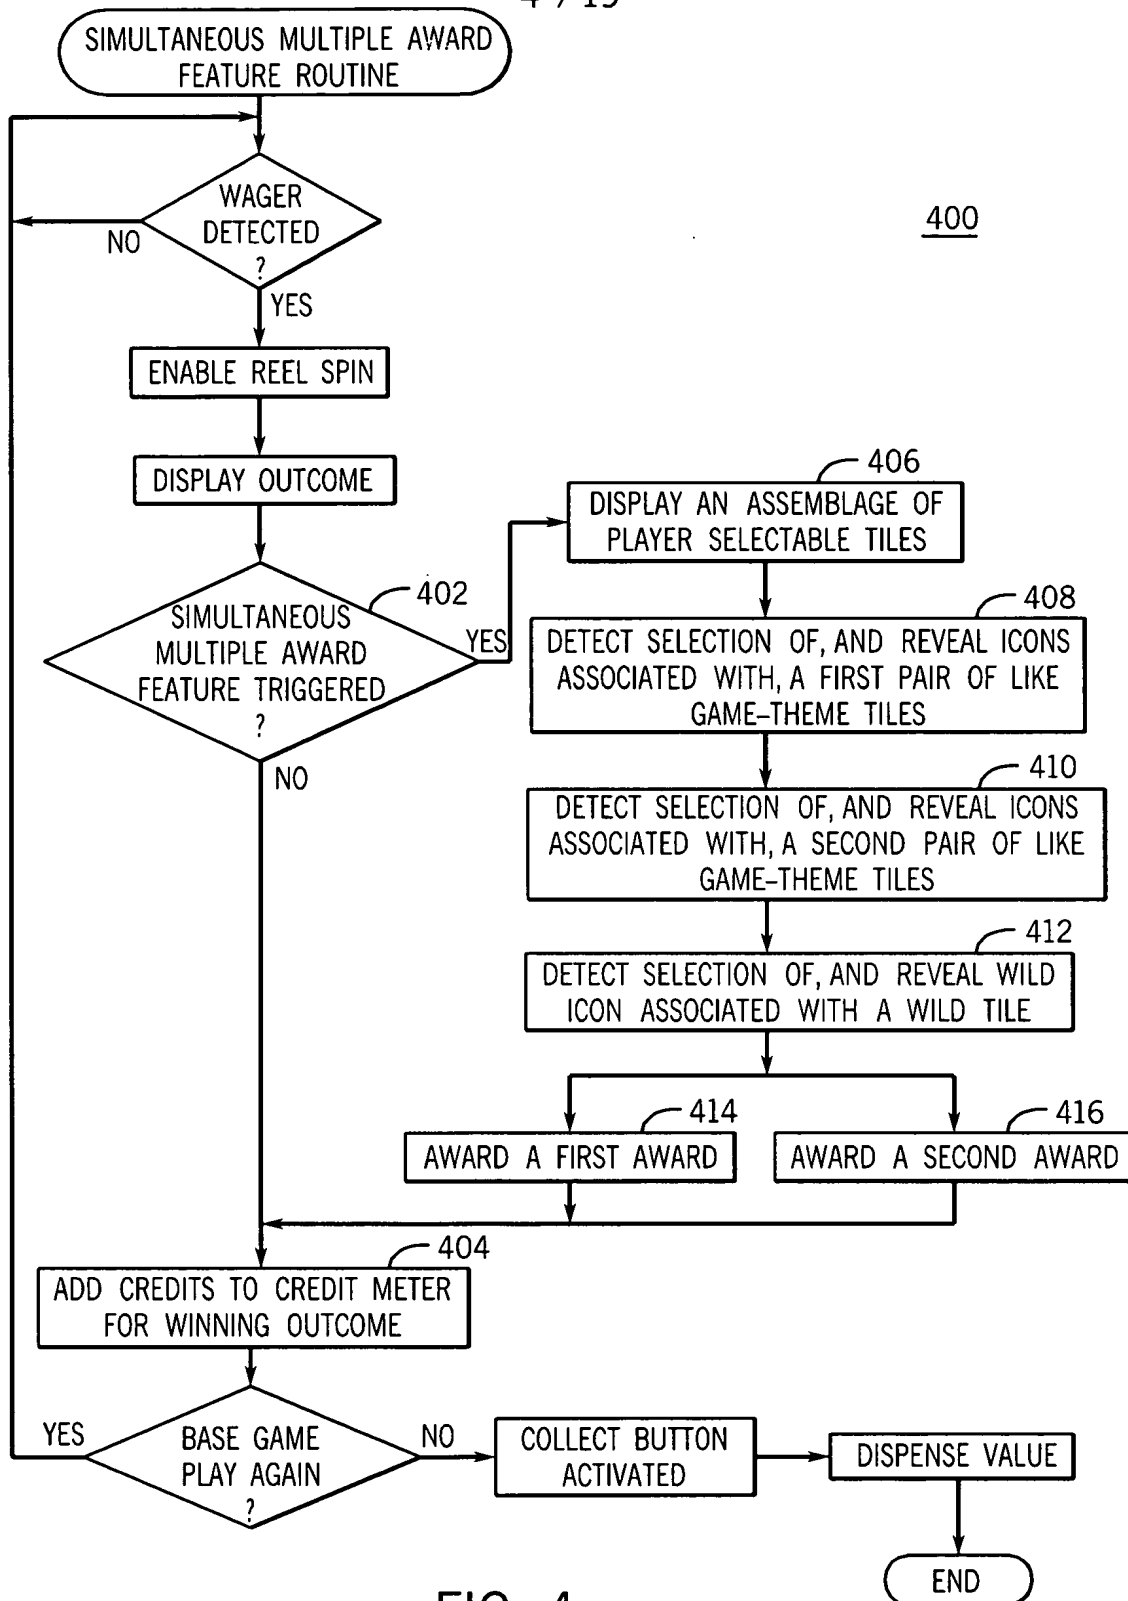 4 / 15
SIMULTANEOUS MULTIPLE AWARD
FEATURE ROUTINE
WAGER
DETECTED
?
NO
400
YES
ENABLE REEL SPIN
DISPLAY OUTCOME
406
DISPLAY AN ASSEMBLAGE OF
PLAYER SELECTABLE TILES
402
SIMULTANEOUS
MULTIPLE AWARD
FEATURE TRIGGERED
?
YES
NO
408
DETECT SELECTION OF, AND REVEAL ICONS
ASSOCIATED WITH, A FIRST PAIR OF LIKE
GAME-THEME TILES
410
DETECT SELECTION OF, AND REVEAL ICONS
ASSOCIATED WITH, A SECOND PAIR OF LIKE
GAME-THEME TILES
412
DETECT SELECTION OF, AND REVEAL WILD
ICON ASSOCIATED WITH A WILD TILE
414
AWARD A FIRST AWARD
416
AWARD A SECOND AWARD
404
ADD CREDITS TO CREDIT METER
FOR WINNING OUTCOME
YES
BASE GAME
PLAY AGAIN
?
NO
COLLECT BUTTON
ACTIVATED
DISPENSE VALUE
END
FIG. 4